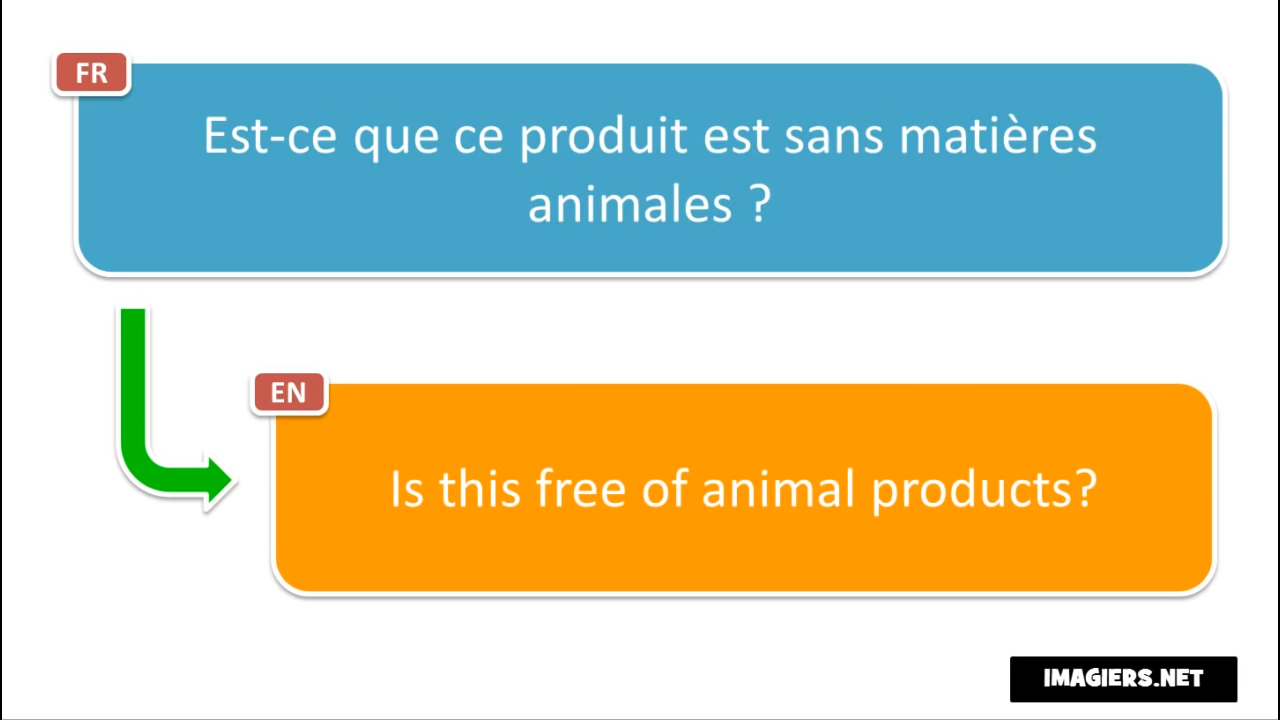 FR
Est-ce que ce produit est sans matières
animales ?
EN
Is this free of animal products?
IMAGIERS.NET